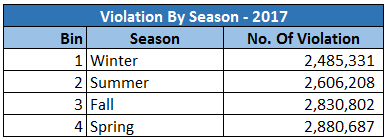 Violation By Season - 2017
Bin Season No. Of Violation
1 Winter 2,485,331
2 Summer 2,606,208
3 Fall 2,830,802
4 Spring 2,880,687